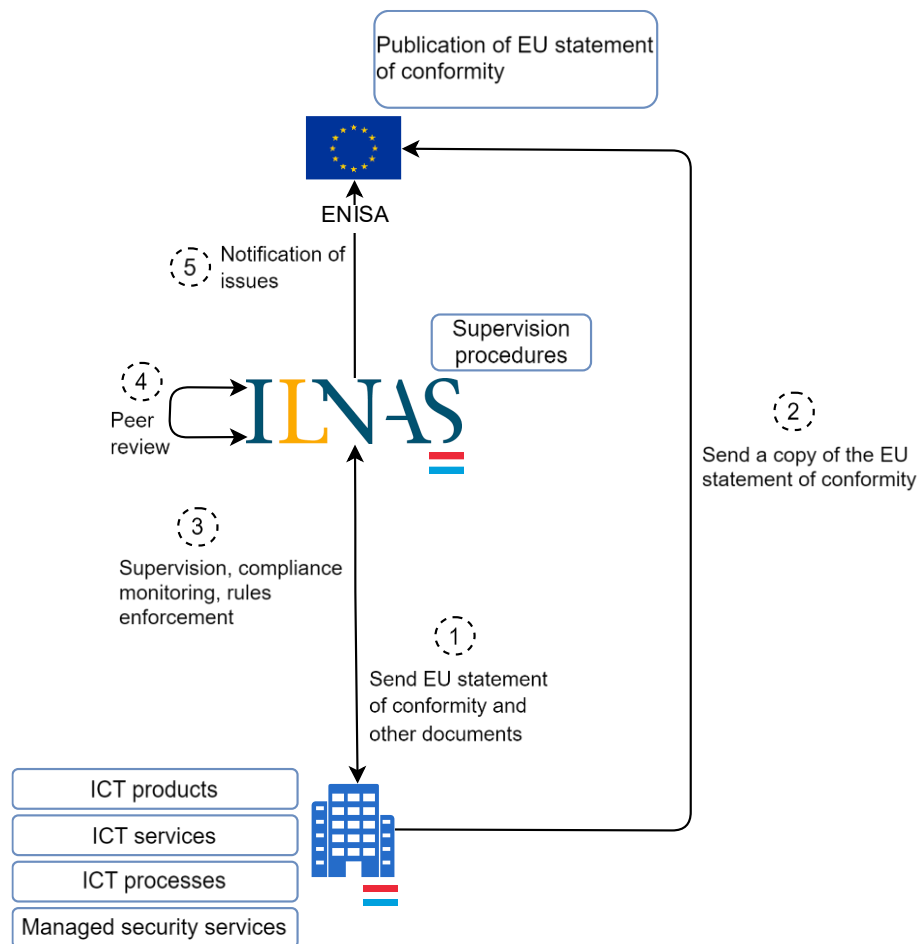 Publication of EU statement
of conformity
ENISA
5
Notification of
issues
Supervision
procedures
4
Peer
review
ILNAS
2
Send a copy of the EU
statement of conformity
3
Supervision, compliance
monitoring, rules
enforcement
1
Send EU statement
of conformity and
other documents
ICT products
ICT services
ICT processes
Managed security services